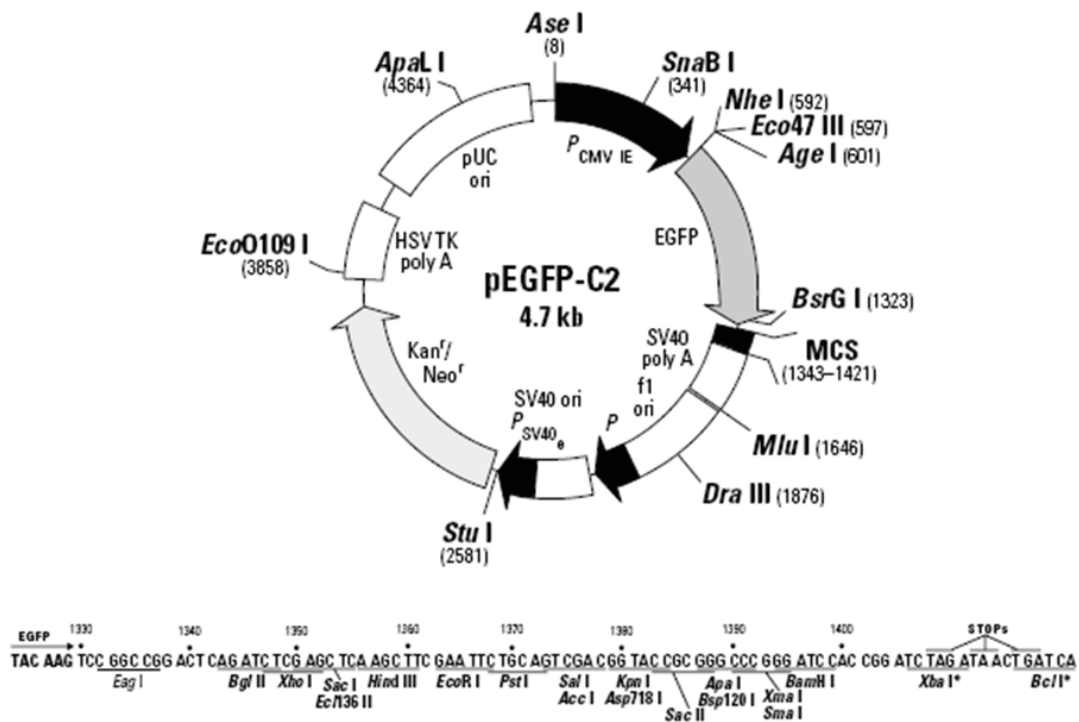 Ase I
(8)
ApaL I
(4364)
SnaB I
(341)
Nhe I (592)
Eco47 III (597)
Age I (601)
PCMV IE
pUC
ori
EGFP
EcoO109 I
(3858)
HSV TK
poly A
pEGFP-C2
4.7 kb
BsrG I (1323)
MCS
(1343–1421)
SV40
poly A
f1
ori
Kanr/
Neor
SV40 ori
PSV40e
P
Mlu I (1646)
Dra III (1876)
Stu I
(2581)
EGFP
1330 1340 1350 1360 1370 1380 1390 1400 STOPs
TAC AAG TCC GGC CGG ACT CAG ATC TCG AGC TCA AGC TTC GAA TTC TGC AGT CGA CGG TAC CGC GGG CCC GGG ATC CAC CGG ATC TAG ATA ACT GAT CA
Eag I Bgl II Xho I Sac I Hind III EcoR I Pst I Sal I Kpn I Apa I BamH I Xba I* Bcl I*
Ecl136 II Acc I Asp718 I Bsp120 I Xma I
Sac II Sma I